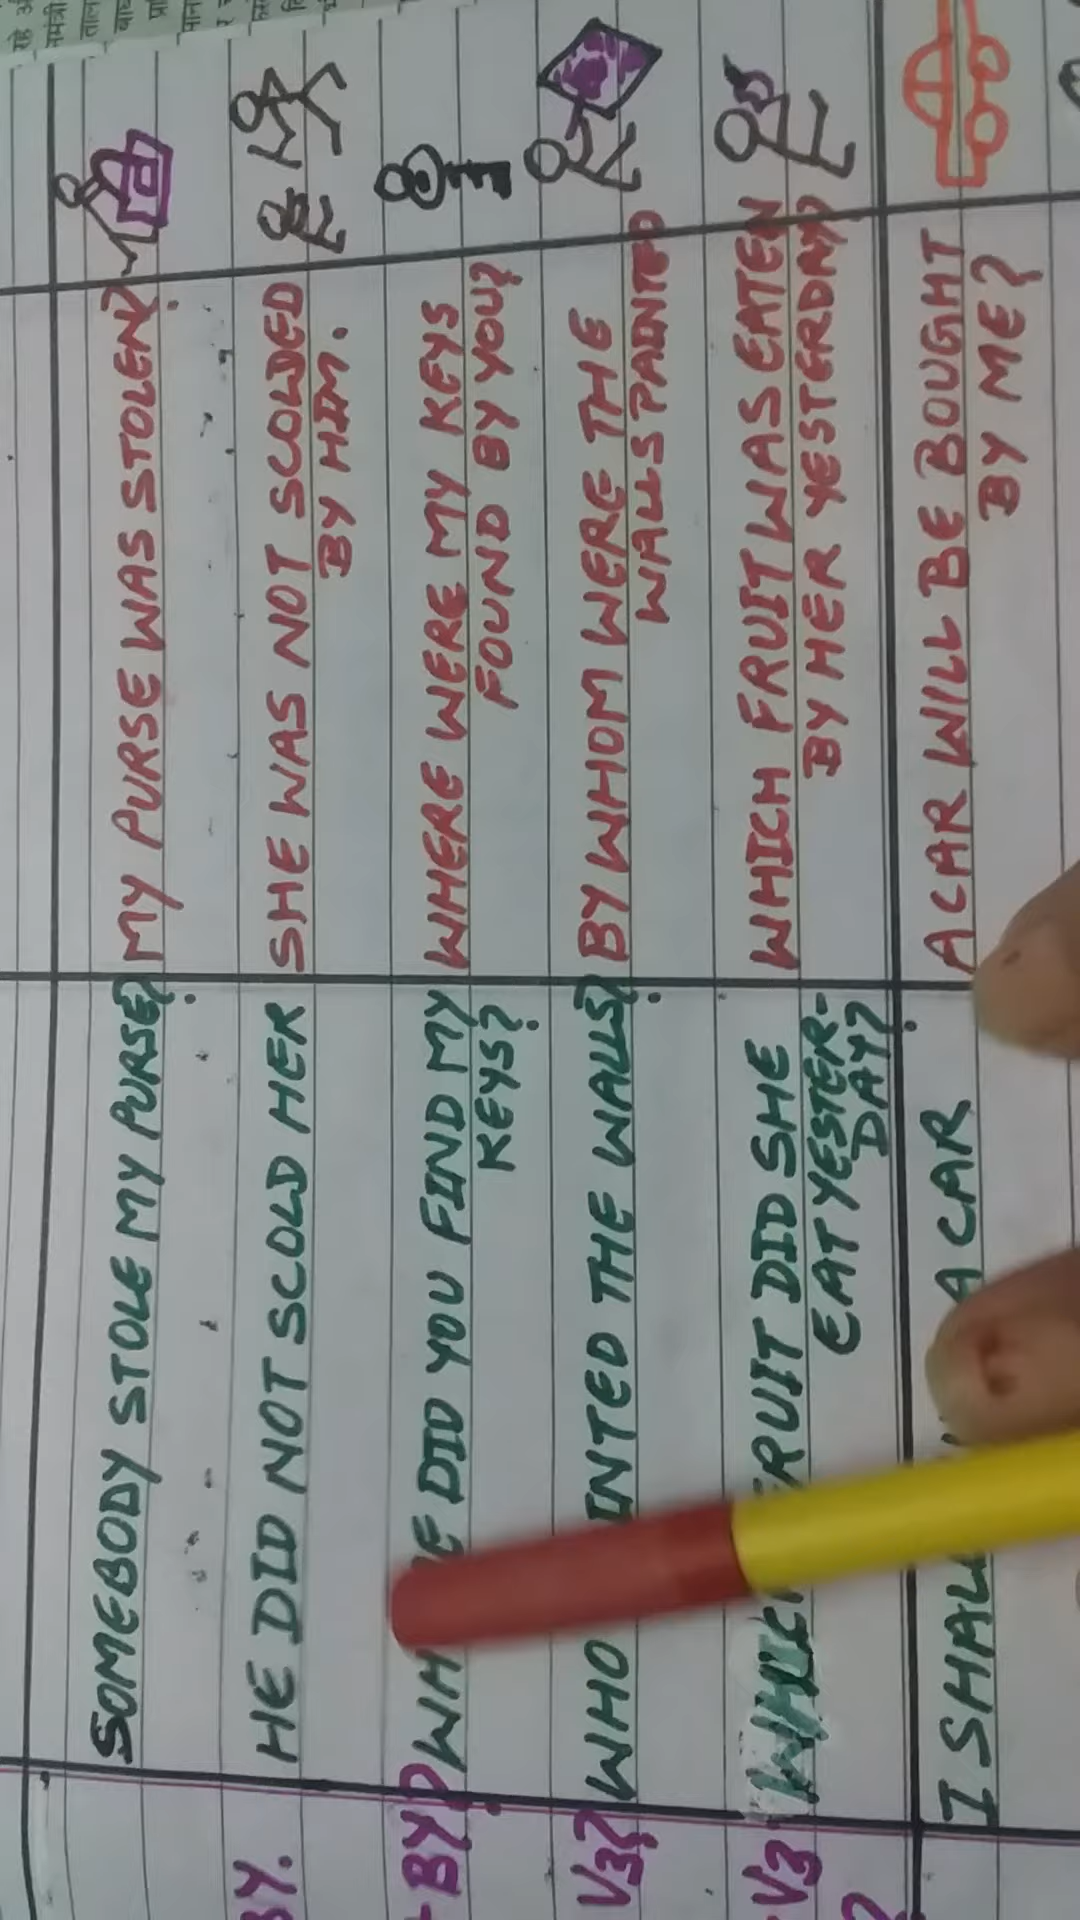 SOMEBODY STOLE MY PURSE?
MY PURSE WAS STOLEN?
BY.
HE DID NOT SCOLD HER
SHE WAS NOT SCOLDED
BY HIM.
BY?
DID YOU FIND MY
KEYS?
WHERE WERE MY KEYS
FOUND BY YOU?
V3?
WHO THE WALLS?
BY WHOM WERE THE
WALLS PAINTED
V3
DID SHE
EAT YESTER-
DAY?
WHICH FRUIT WAS EATEN
BY HER YESTERDAY?
I A CAR
A CAR WILL BE BOUGHT
BY ME?